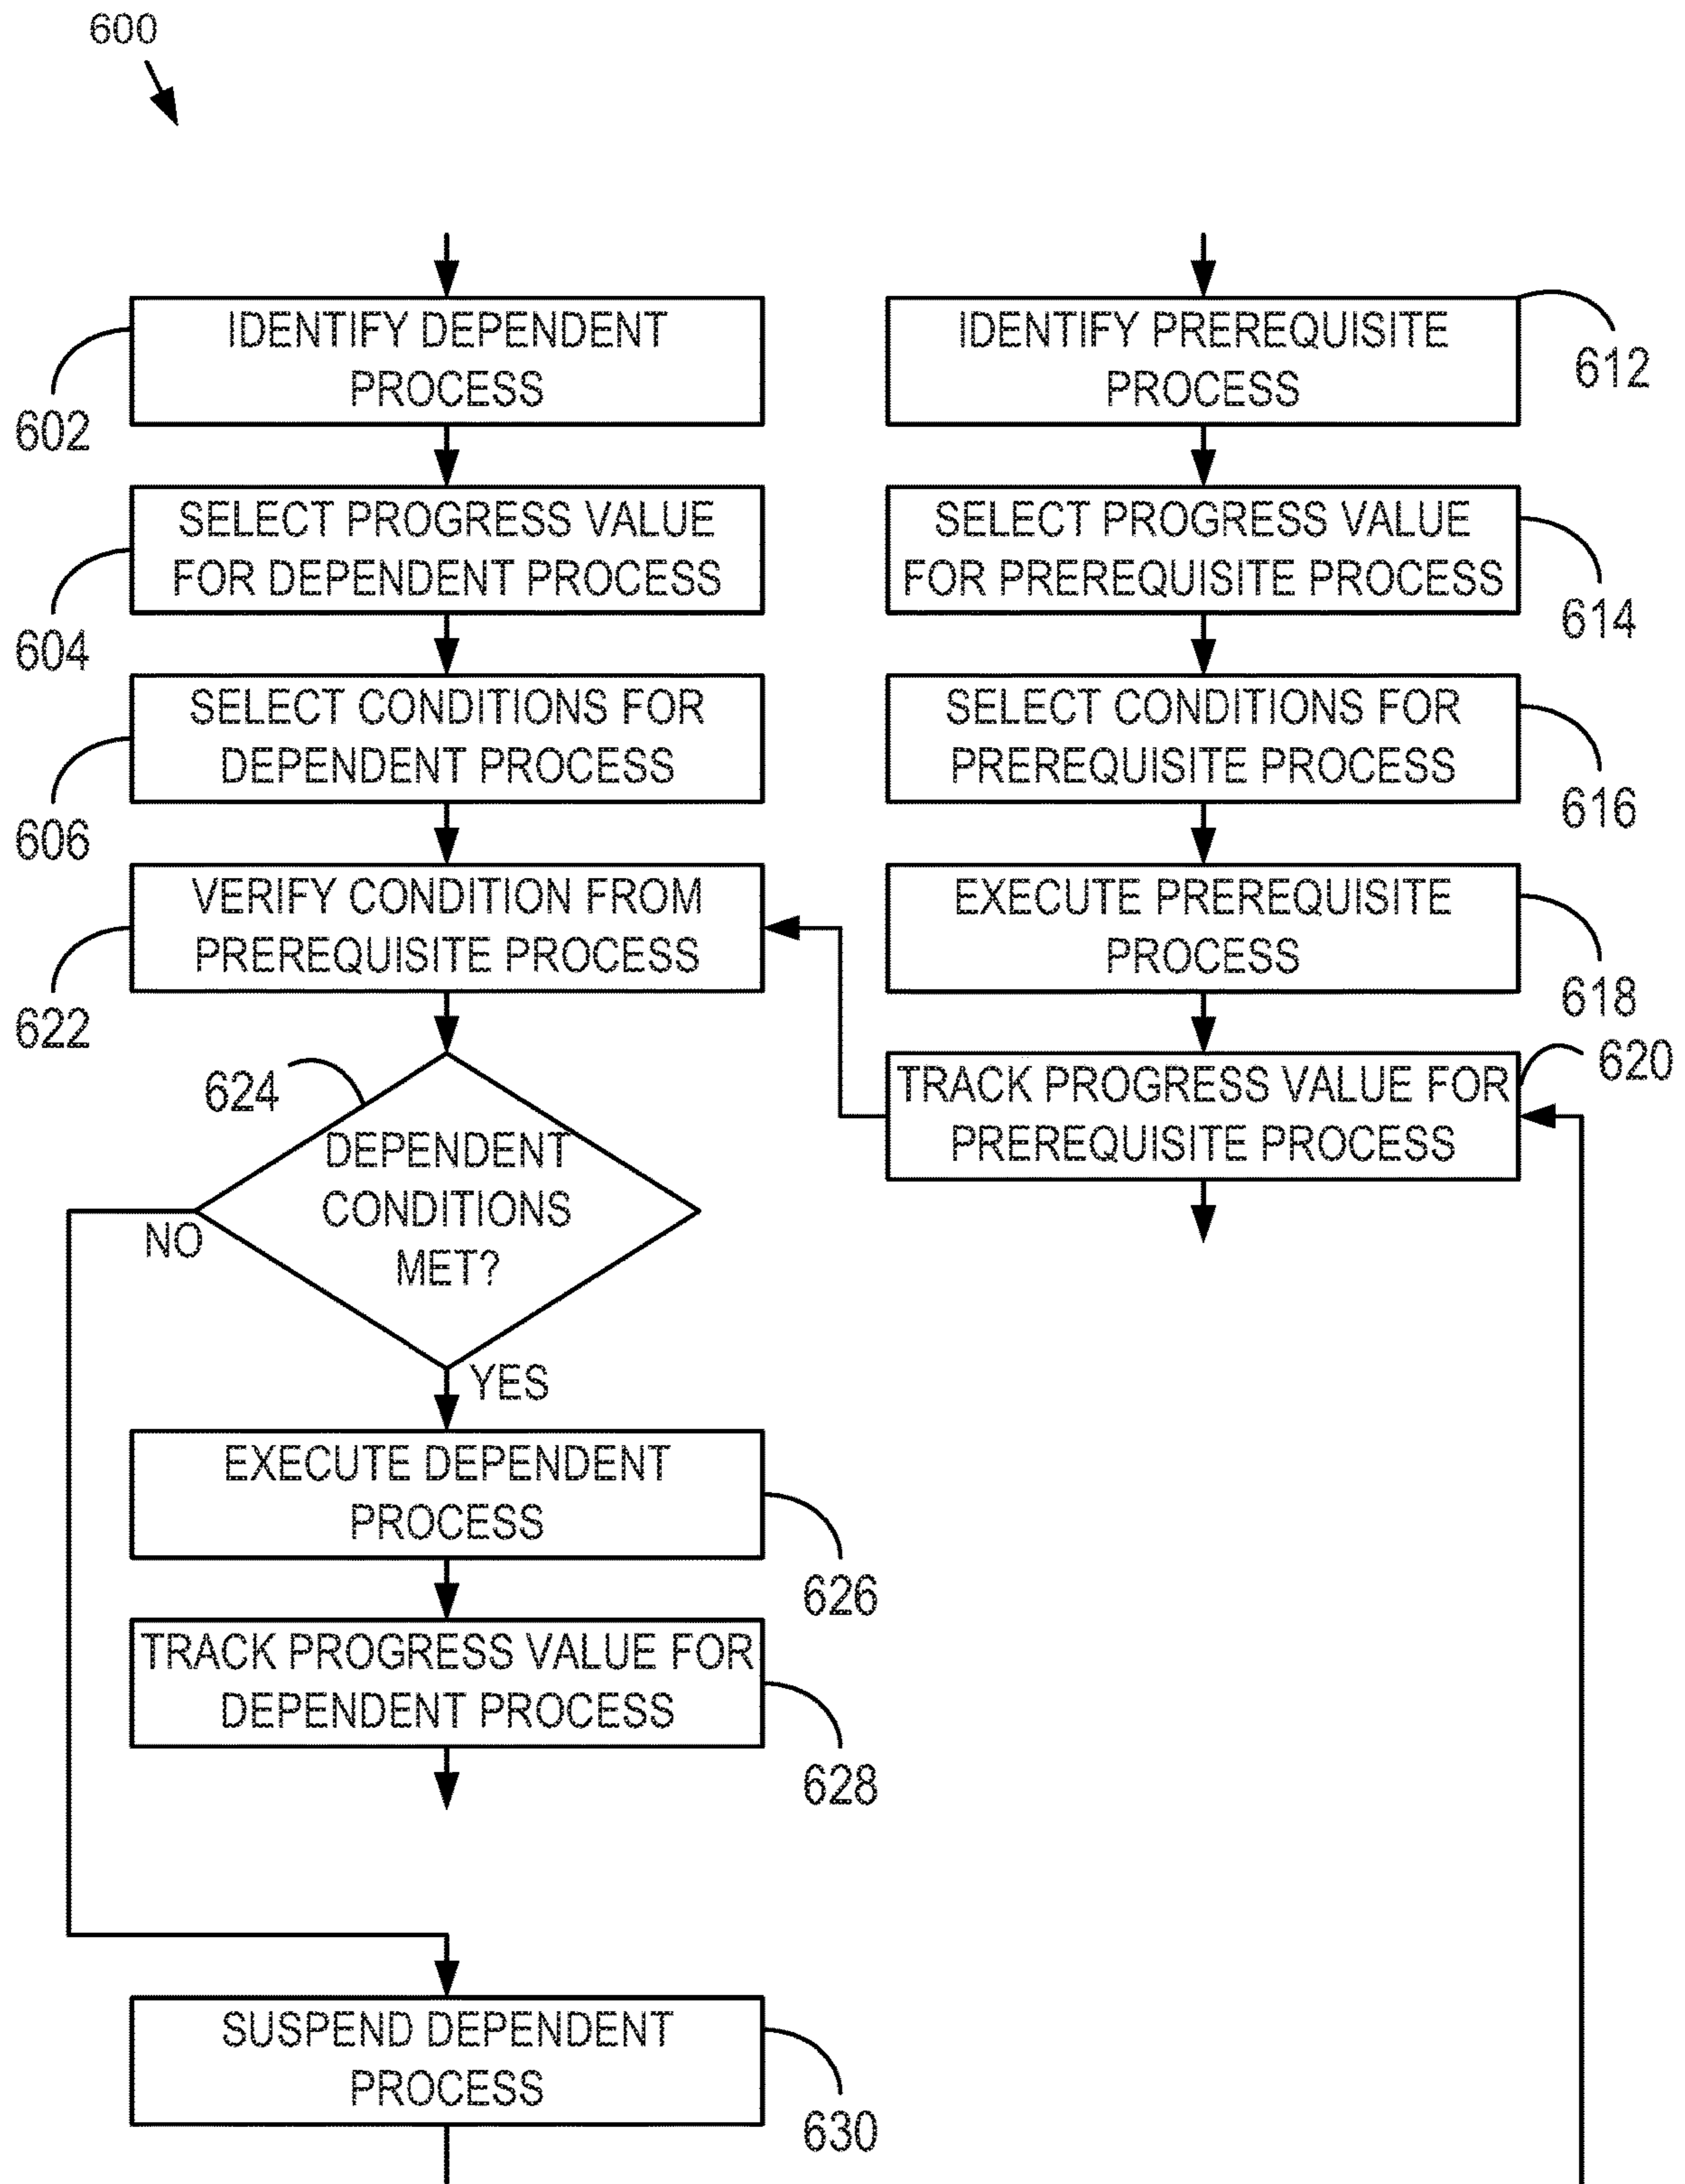 600
IDENTIFY DEPENDENT
PROCESS
602
SELECT PROGRESS VALUE
FOR DEPENDENT PROCESS
604
SELECT CONDITIONS FOR
DEPENDENT PROCESS
606
VERIFY CONDITION FROM
PREREQUISITE PROCESS
622
624
DEPENDENT
CONDITIONS
MET?
NO
YES
EXECUTE DEPENDENT
PROCESS
626
TRACK PROGRESS VALUE FOR
DEPENDENT PROCESS
628
SUSPEND DEPENDENT
PROCESS
630
IDENTIFY PREREQUISITE
PROCESS
612
SELECT PROGRESS VALUE
FOR PREREQUISITE PROCESS
614
SELECT CONDITIONS FOR
PREREQUISITE PROCESS
616
EXECUTE PREREQUISITE
PROCESS
618
TRACK PROGRESS VALUE FOR
PREREQUISITE PROCESS
620